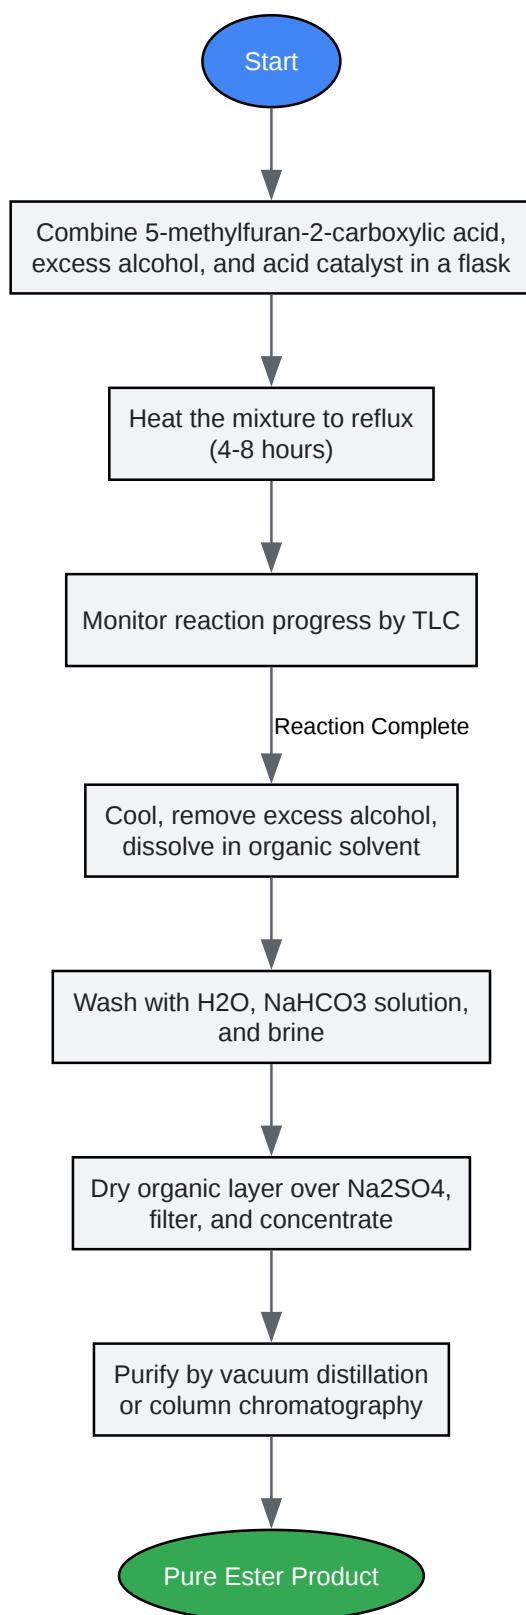 Start
Combine 5-methylfuran-2-carboxylic acid,
excess alcohol, and acid catalyst in a flask
Heat the mixture to reflux
(4-8 hours)
Monitor reaction progress by TLC
Reaction Complete
Cool, remove excess alcohol,
dissolve in organic solvent
Wash with H2O, NaHCO3 solution,
and brine
Dry organic layer over Na2SO4,
filter, and concentrate
Purify by vacuum distillation
or column chromatography
Pure Ester Product